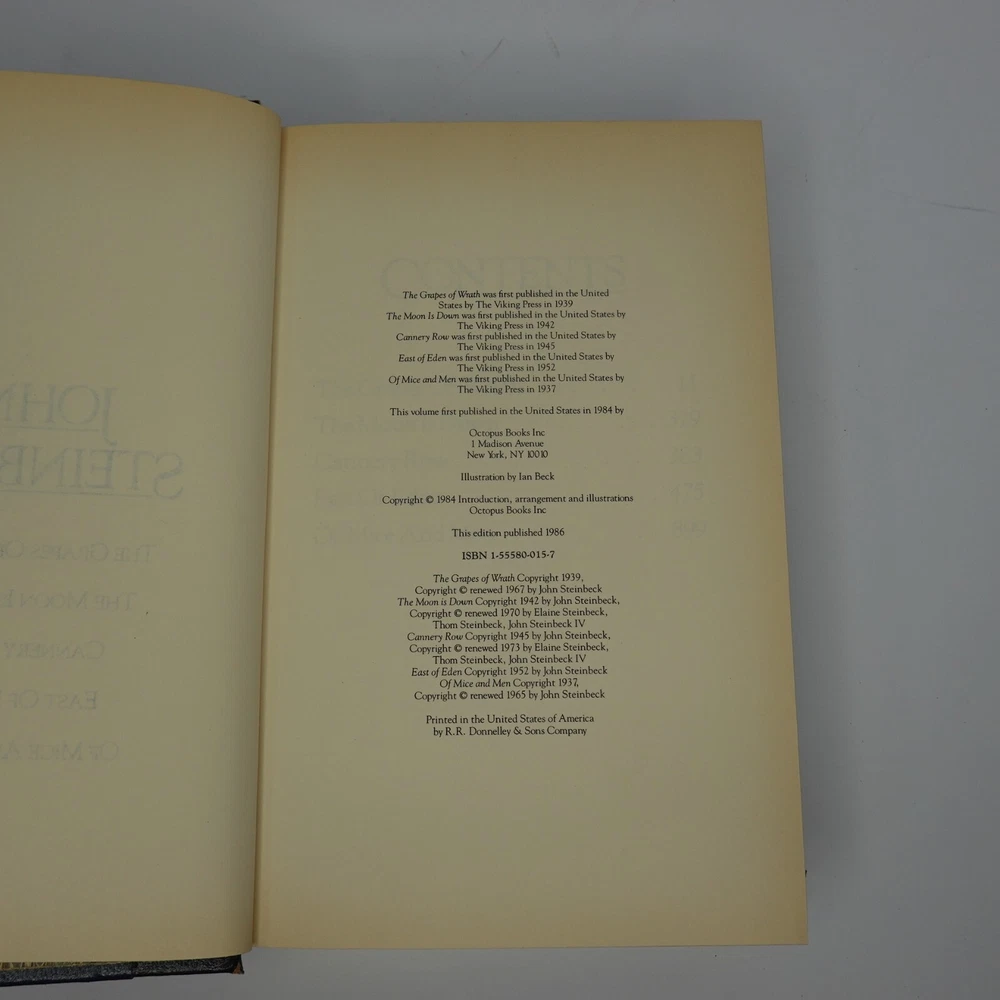 The Grapes of Wrath was first published in the United
States by The Viking Press in 1939
The Moon Is Down was first published in the United States by
The Viking Press in 1942
Cannery Row was first published in the United States by
The Viking Press in 1945
East of Eden was first published in the United States by
The Viking Press in 1952
Of Mice and Men was first published in the United States by
The Viking Press in 1937
This volume first published in the United States in 1984 by
Octopus Books Inc
1 Madison Avenue
New York, NY 10010
Illustration by Ian Beck
Copyright © 1984 Introduction, arrangement and illustrations
Octopus Books Inc
This edition published 1986
ISBN 1-55580-015-7
The Grapes of Wrath Copyright 1939,
Copyright © renewed 1967 by John Steinbeck
The Moon is Down Copyright 1942 by John Steinbeck,
Copyright © renewed 1970 by Elaine Steinbeck,
Thom Steinbeck, John Steinbeck IV
Cannery Row Copyright 1945 by John Steinbeck,
Copyright © renewed 1973 by Elaine Steinbeck,
Thom Steinbeck, John Steinbeck IV
East of Eden Copyright 1952 by John Steinbeck
Of Mice and Men Copyright 1937,
Copyright © renewed 1965 by John Steinbeck
Printed in the United States of America
by R.R. Donnelley & Sons Company